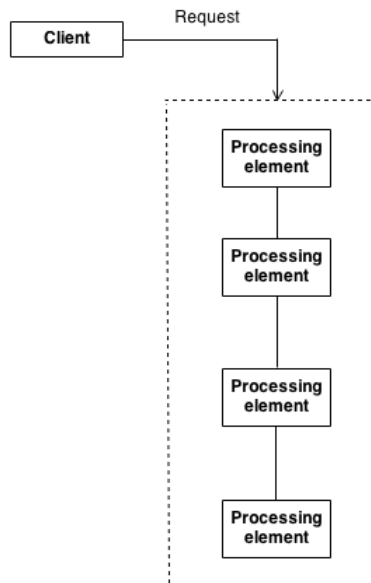 Request
Client
Processing
element
Processing
element
Processing
element
Processing
element